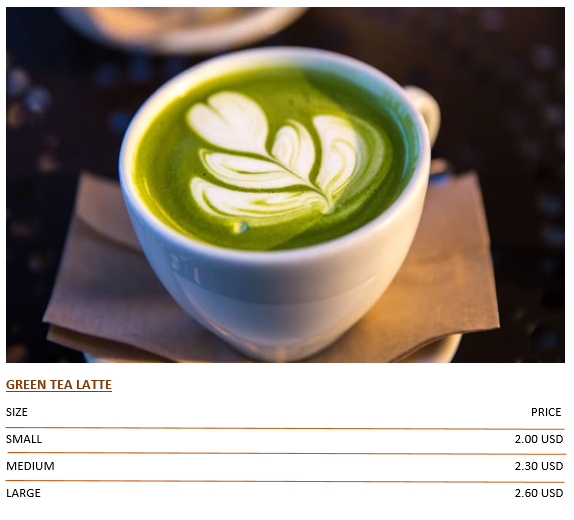 GREEN TEA LATTE
SIZE PRICE
SMALL 2.00 USD
MEDIUM 2.30 USD
LARGE 2.60 USD